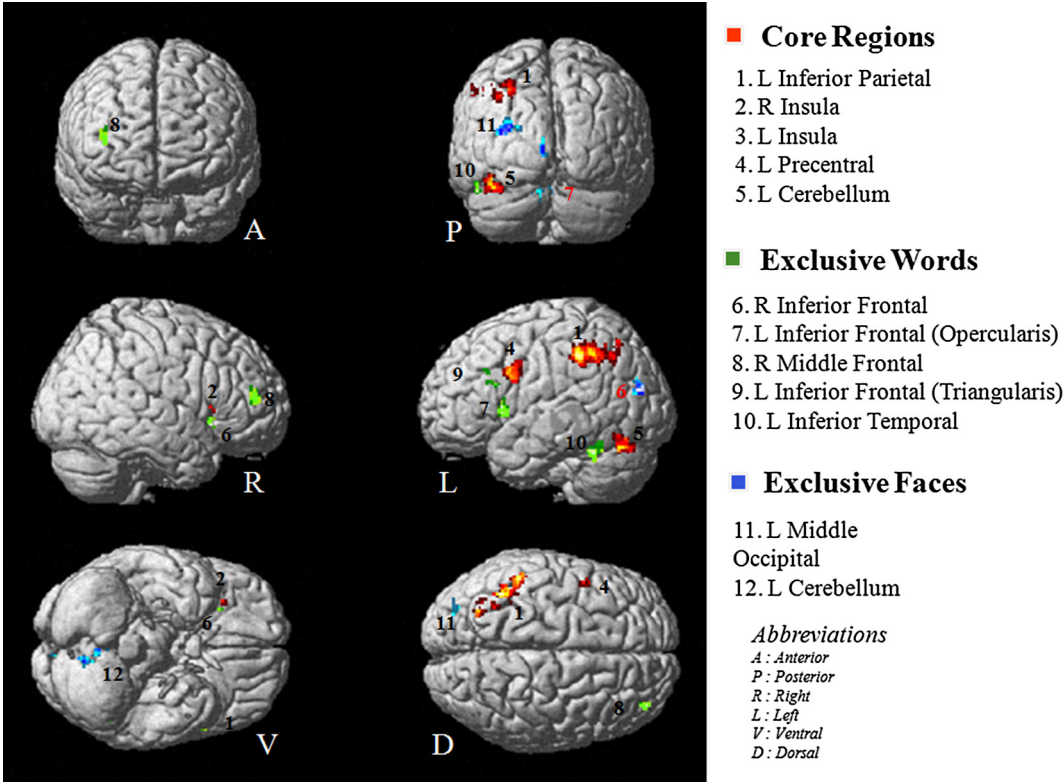 8
A
1
11
10
5
7
P
2
8
6
R
1
4
9
6
7
10
5
L
2
6
12
1
V
4
1
11
8
D
Core Regions
1. L Inferior Parietal
2. R Insula
3. L Insula
4. L Precentral
5. L Cerebellum
Exclusive Words
6. R Inferior Frontal
7. L Inferior Frontal (Opercularis)
8. R Middle Frontal
9. L Inferior Frontal (Triangularis)
10. L Inferior Temporal
Exclusive Faces
11. L Middle
Occipital
12. L Cerebellum
Abbreviations
A : Anterior
P : Posterior
R : Right
L : Left
V : Ventral
D : Dorsal